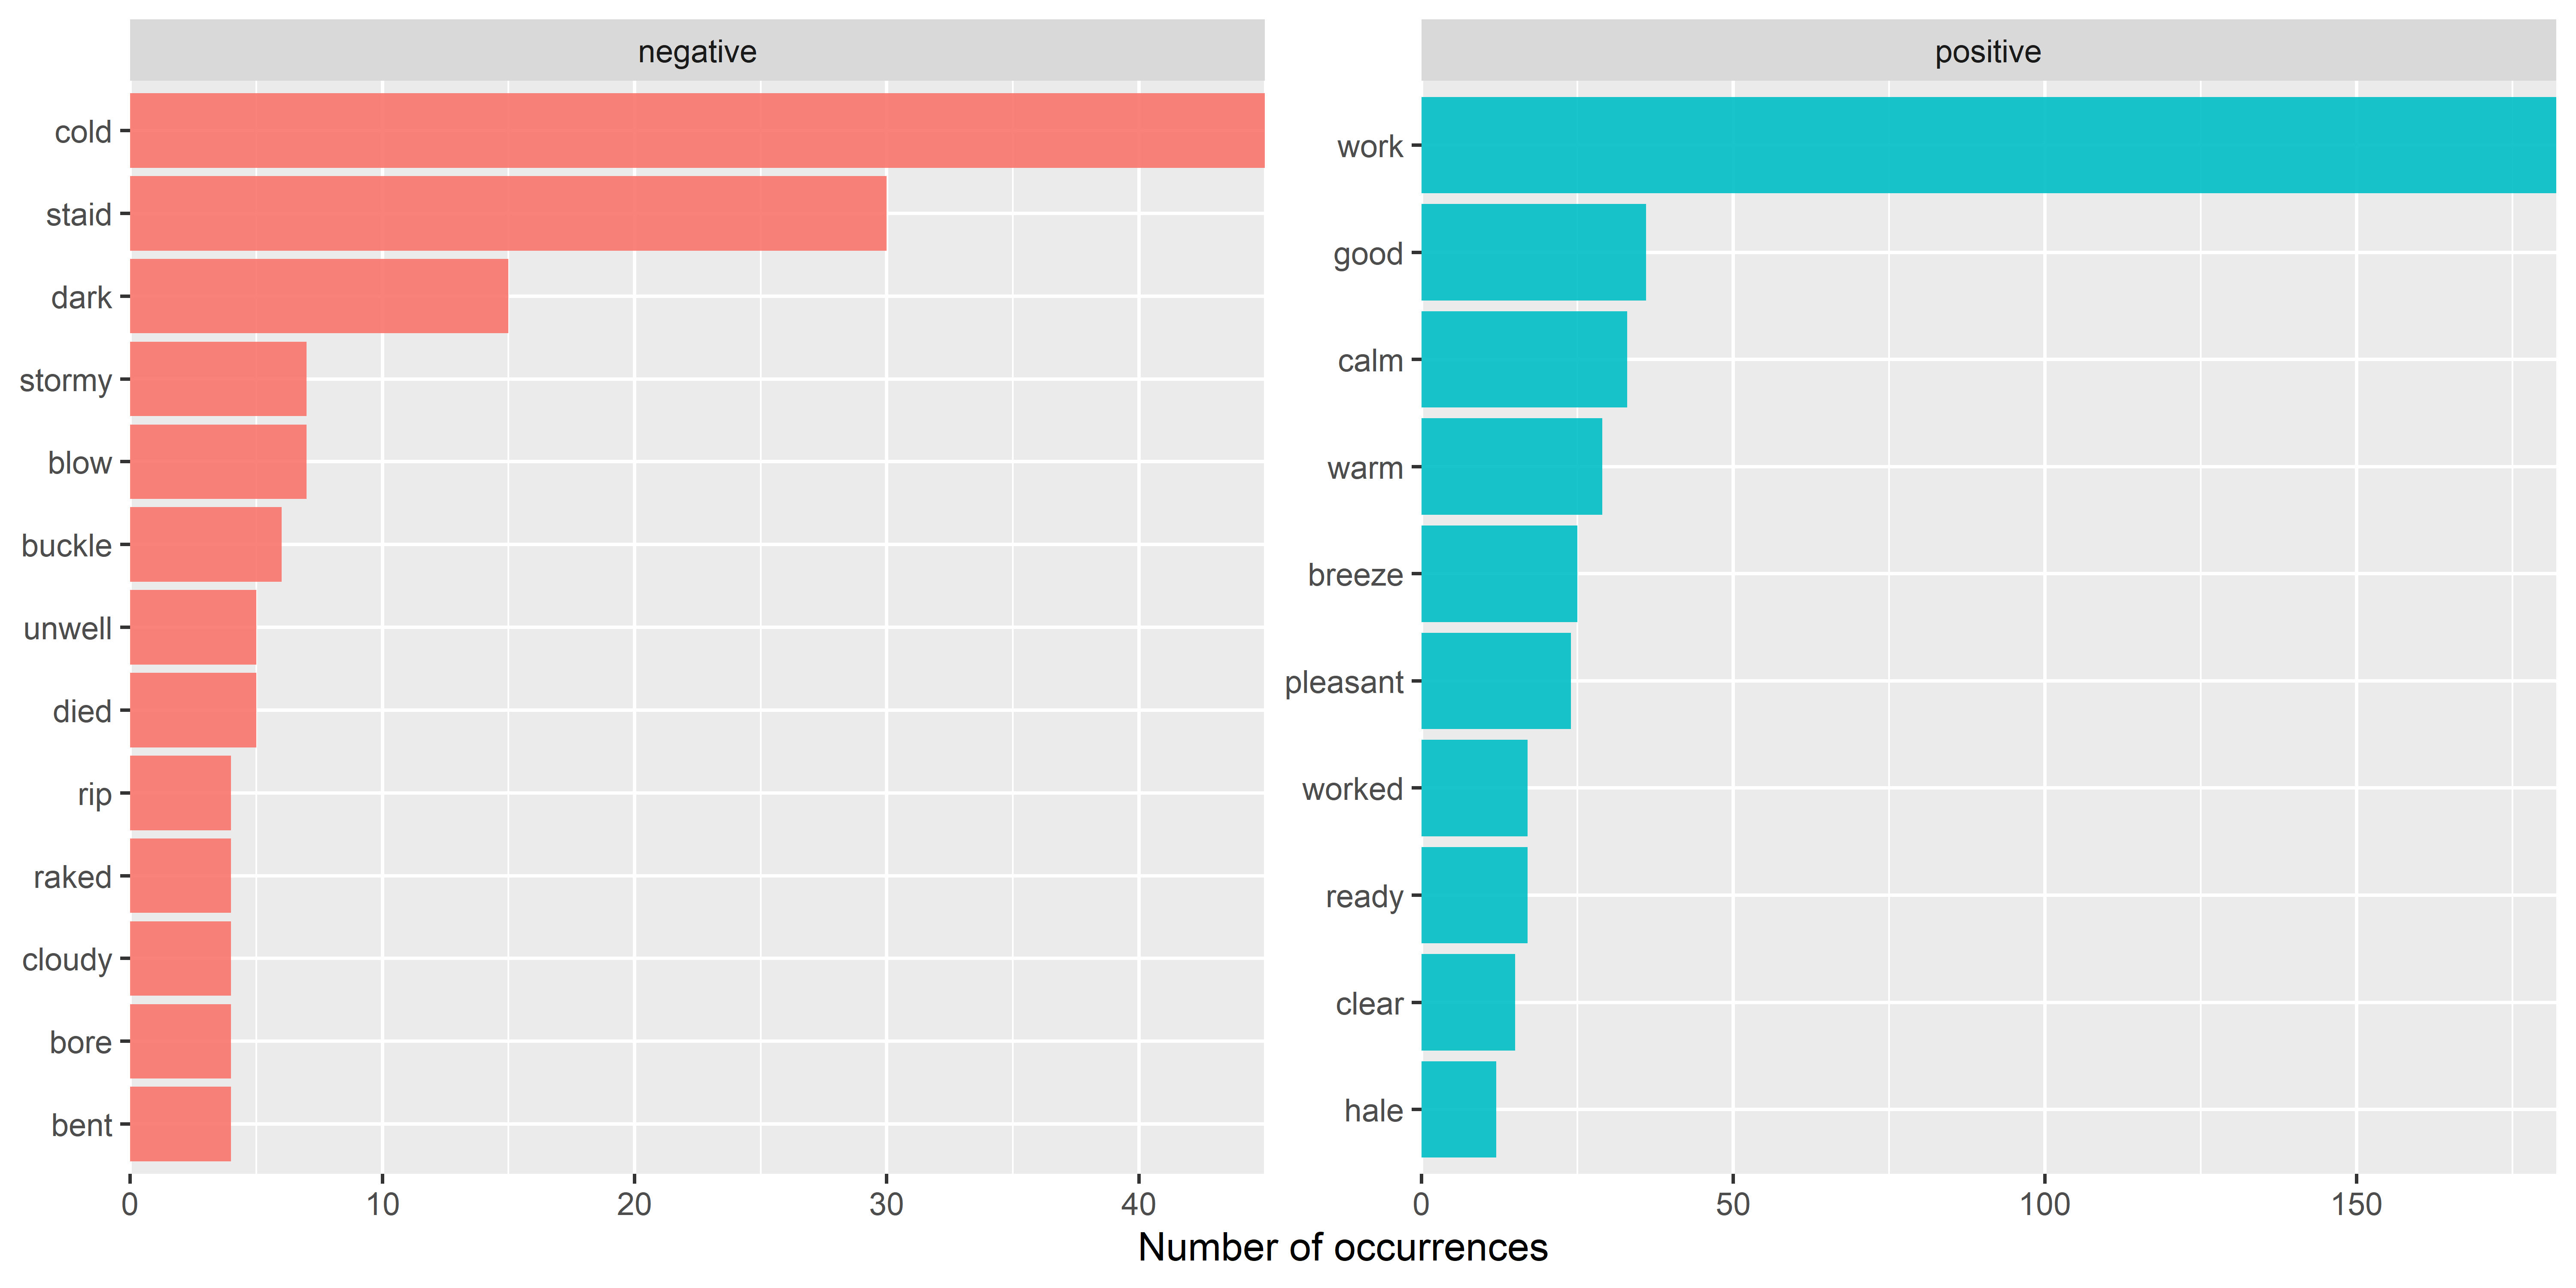 negative
cold
staid
dark
stormy
blow
buckle
unwell
died
rip
raked
cloudy
bore
bent
0 10 20 30 40
positive
work
good
calm
warm
breeze
pleasant
worked
ready
clear
hale
0 50 100 150
Number of occurrences